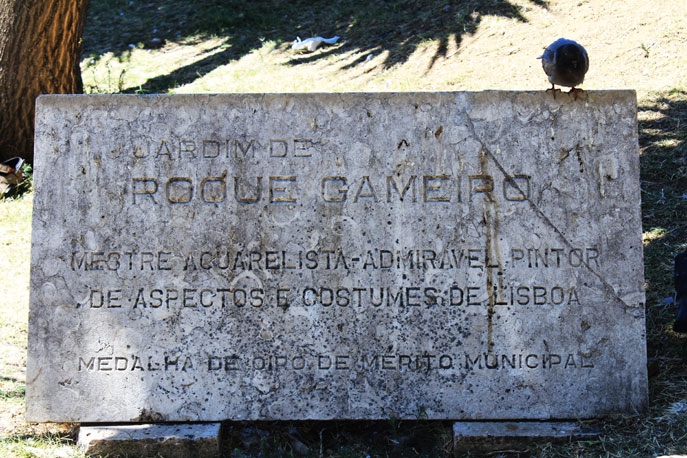 JARDIM DE
ROQUE GAMEIRO
MESTRE AGUARELISTA-ADMIRAVEL PINTOR
DE ASPECTOS E COSTUMES DE LISBOA
MEDALHA DE OIRO DE MERITO MUNICIPAL